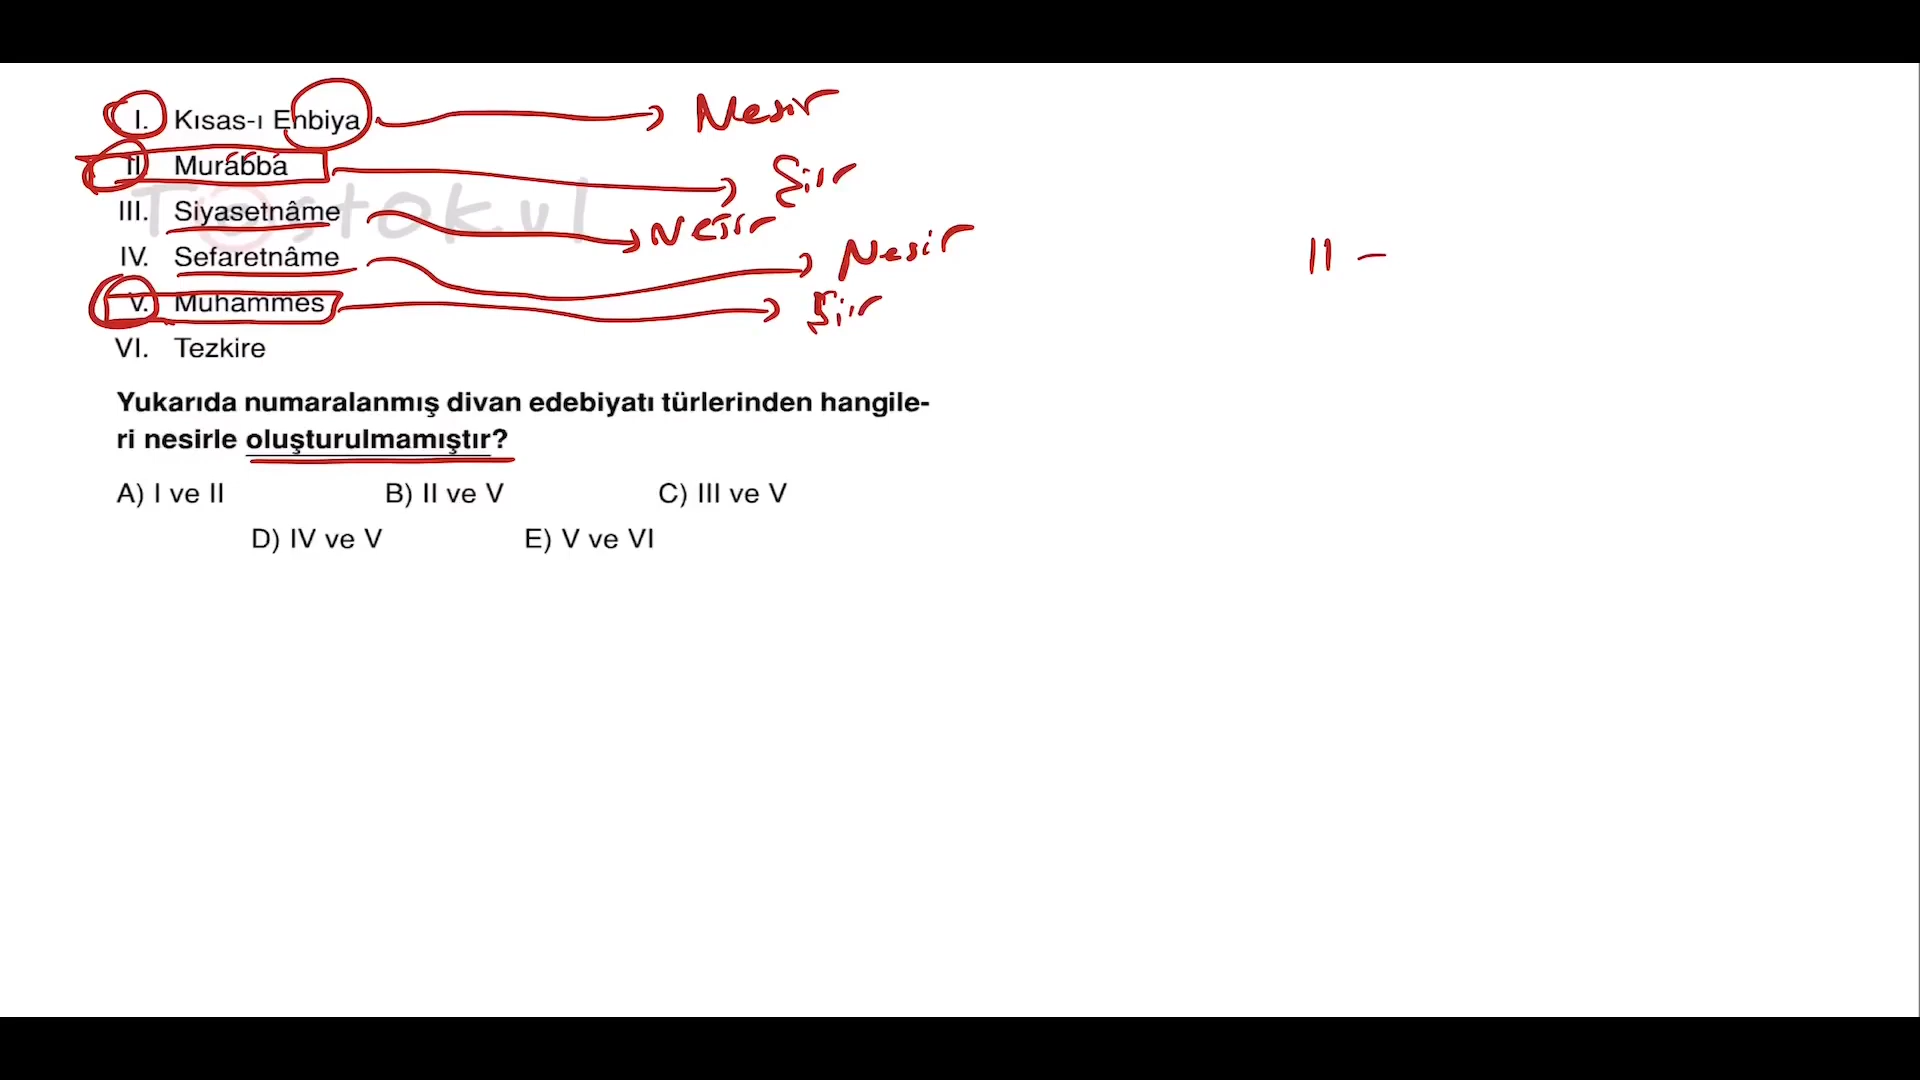 I. Kısas-ı Enbiya → Nesir
II. Murabba → Şiir
III. Siyasetnâme → Nesir
IV. Sefaretnâme → Nesir
V. Muhammes → Şiir
VI. Tezkire
II -
Tostokul
Yukarıda numaralanmış divan edebiyatı türlerinden hangile-
ri nesirle oluşturulmamıştır?
A) I ve II B) II ve V C) III ve V
D) IV ve V E) V ve VI